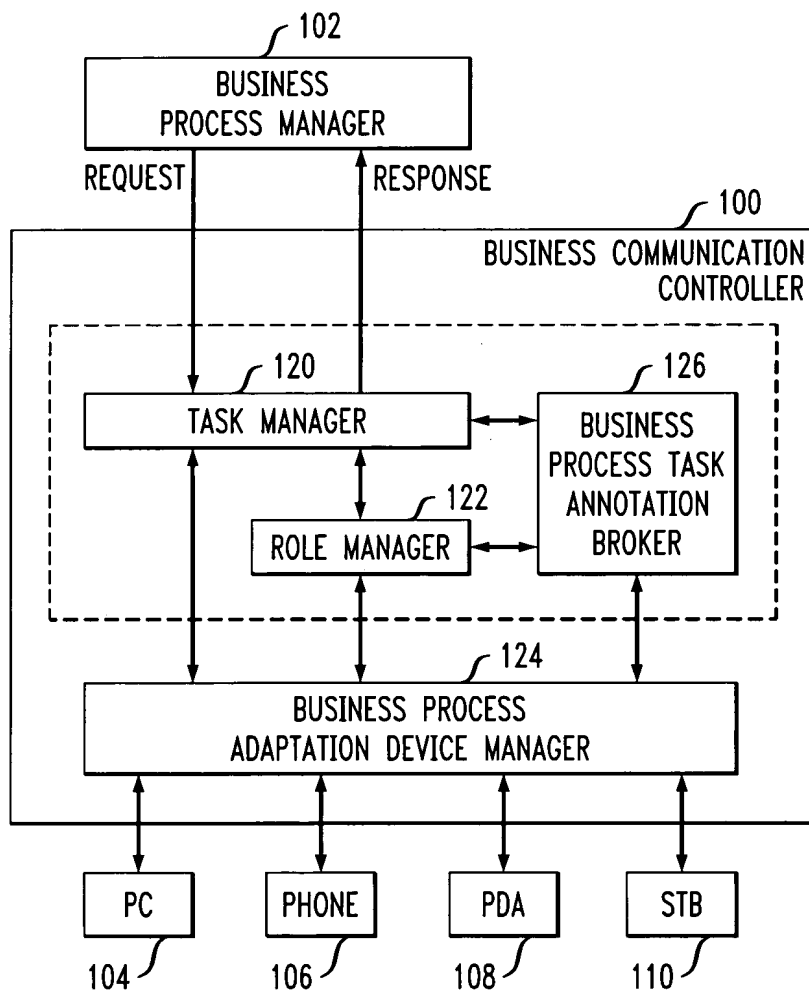 102
BUSINESS
PROCESS MANAGER
REQUEST
RESPONSE
100
BUSINESS COMMUNICATION
CONTROLLER
120
TASK MANAGER
126
BUSINESS
PROCESS TASK
ANNOTATION
BROKER
122
ROLE MANAGER
124
BUSINESS PROCESS
ADAPTATION DEVICE MANAGER
PC
PHONE
PDA
STB
104
106
108
110